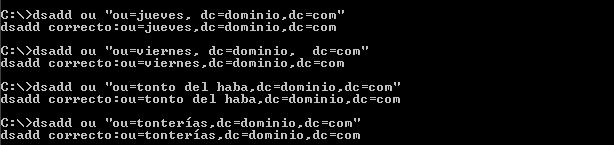 C:\>dsadd ou "ou=jueves, dc=dominio,dc=com"
dsadd correcto:ou=jueves,dc=dominio,dc=com
C:\>dsadd ou "ou=viernes, dc=dominio,  dc=com"
dsadd correcto:ou=viernes,dc=dominio,dc=com
C:\>dsadd ou "ou=tonto del haba,dc=dominio,dc=com"
dsadd correcto:ou=tonto del haba,dc=dominio,dc=com
C:\>dsadd ou "ou=tonterías,dc=dominio,dc=com"
dsadd correcto:ou=tonterías,dc=dominio,dc=com